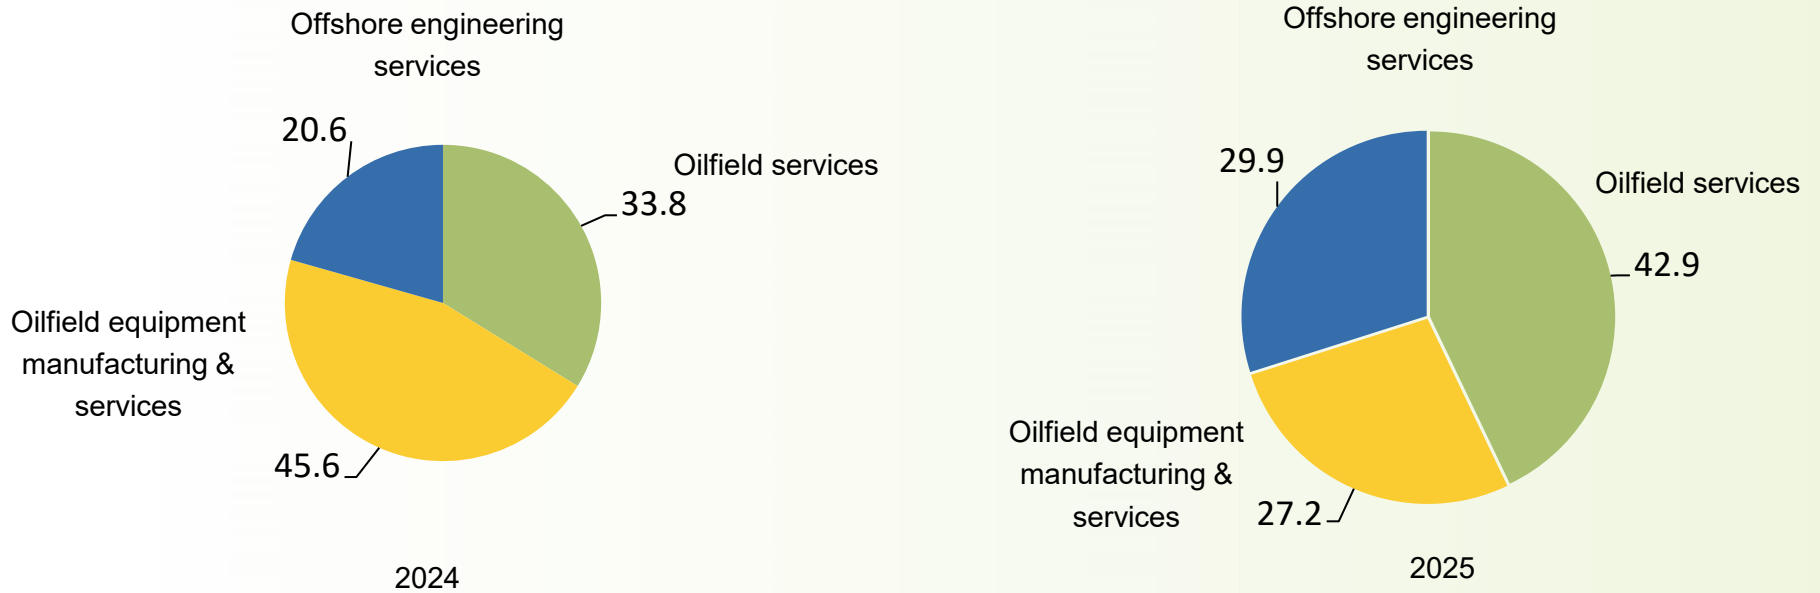 Offshore engineering
services
20.6
Oilfield services
33.8
Oilfield equipment
manufacturing &
services
45.6
2024
Offshore engineering
services
29.9
Oilfield services
42.9
Oilfield equipment
manufacturing &
services
27.2
2025